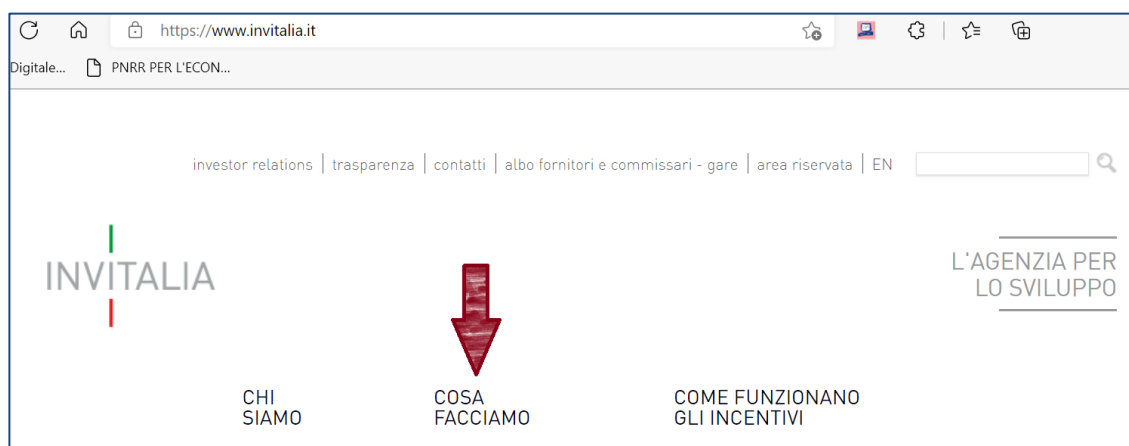 https://www.invitalia.it
Digitale... PNRR PER L'ECON...
investor relations | trasparenza | contatti | albo fornitori e commissari - gare | area riservata | EN
INVITALIA
L'AGENZIA PER
LO SVILUPPO
CHI
SIAMO
COSA
FACCIAMO
COME FUNZIONANO
GLI INCENTIVI